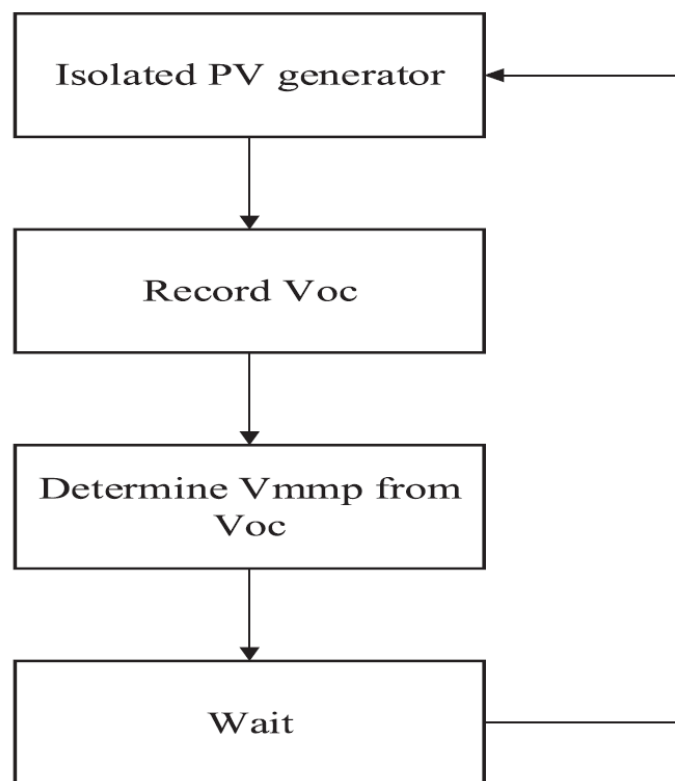 Isolated PV generator
Record Voc
Determine Vmmp from
Voc
Wait